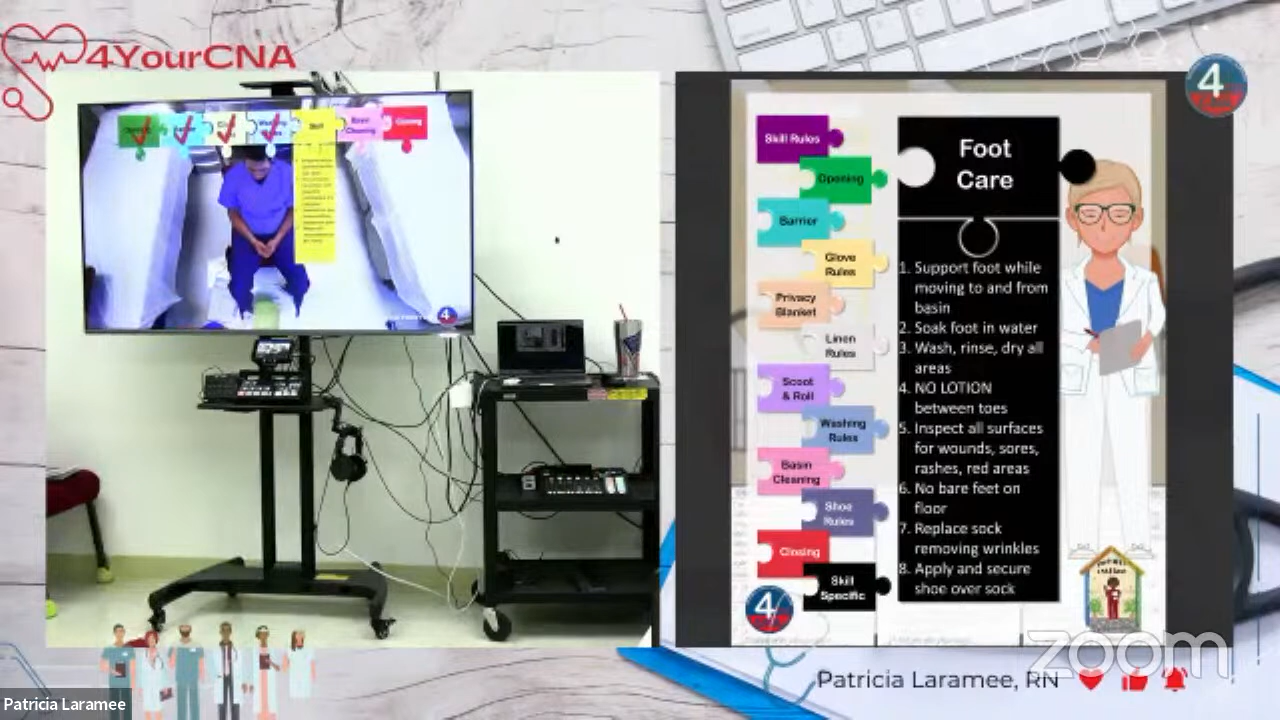 4YourCNA
Skill
Basin
Cleaning
Closing
4
4
Skill Rules
Opening
Barrier
Glove
Rules
Privacy
Blanket
Linen
Rules
Scoot
& Roll
Washing
Rules
Basin
Cleaning
Shoe
Rules
Closing
Skill
Specific
4
Foot
Care
1. Support foot while
moving to and from
basin
2. Soak foot in water
3. Wash, rinse, dry all
areas
4. NO LOTION
between toes
5. Inspect all surfaces
for wounds, sores,
rashes, red areas
6. No bare feet on
floor
7. Replace sock
removing wrinkles
8. Apply and secure
shoe over sock
zoom
Patricia Laramee, RN
Patricia Laramee